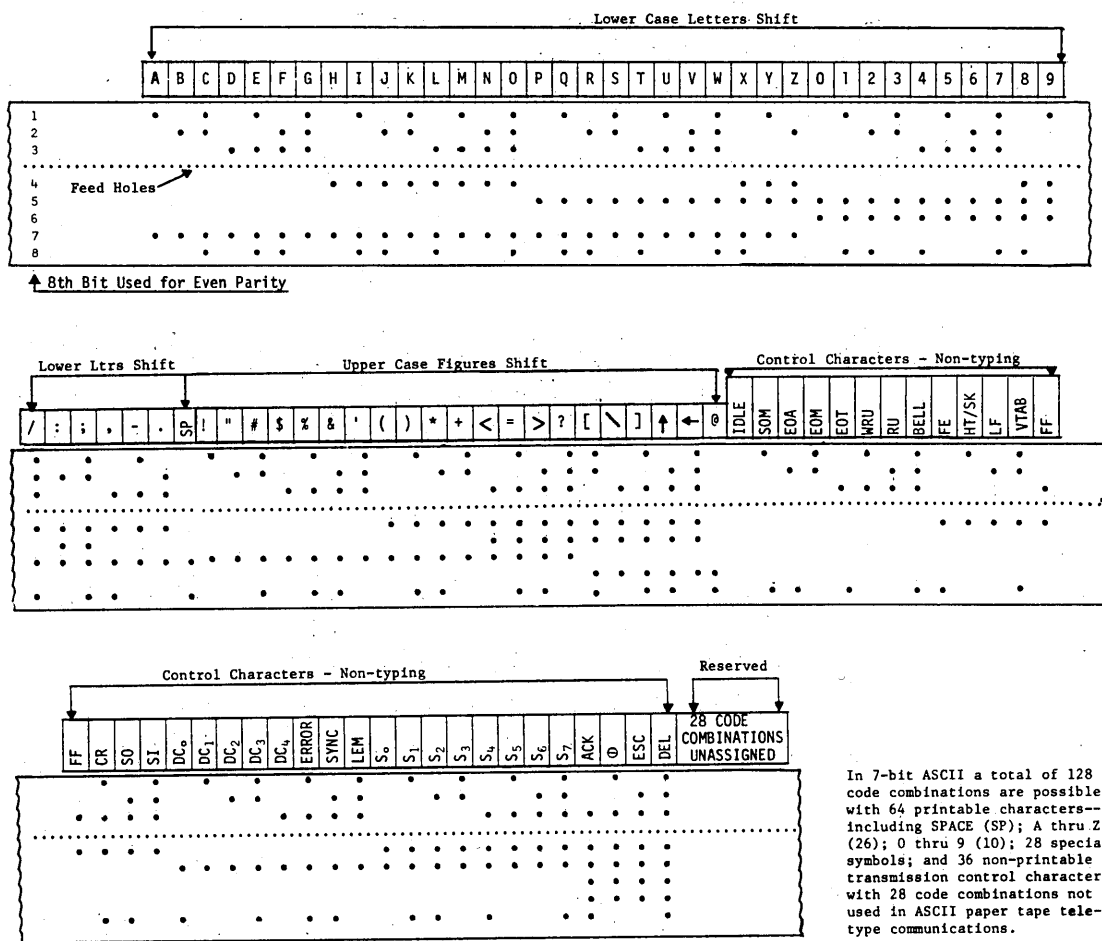 Lower Case Letters Shift
A B C D E F G H I J K L M N O P Q R S T U V W X Y Z 0 1 2 3 4 5 6 7 8 9
1
2
3
Feed Holes
4
5
6
7
8
8th Bit Used for Even Parity
Lower Ltrs Shift Upper Case Figures Shift Control Characters - Non-typing
/ : ; , - . SP ! " # $ % & ' ( ) * + < = > ? [ \ ] ↑ ← @ IDLE SOM EOA EOM EOT WRU RU BELL FE HT/SK LF VTAB FF
Control Characters - Non-typing Reserved
FF CR SO SI DC₀ DC₁ DC₂ DC₃ DC₄ ERROR SYNC LEM S₀ S₁ S₂ S₃ S₄ S₅ S₆ S₇ ACK ① ESC DEL 28 CODE
COMBINATIONS
UNASSIGNED
In 7-bit ASCII a total of 128
code combinations are possible
with 64 printable characters--
including SPACE (SP); A thru Z
(26); 0 thru 9 (10); 28 specia
symbols; and 36 non-printable
transmission control character
with 28 code combinations not
used in ASCII paper tape tele-
type communications.